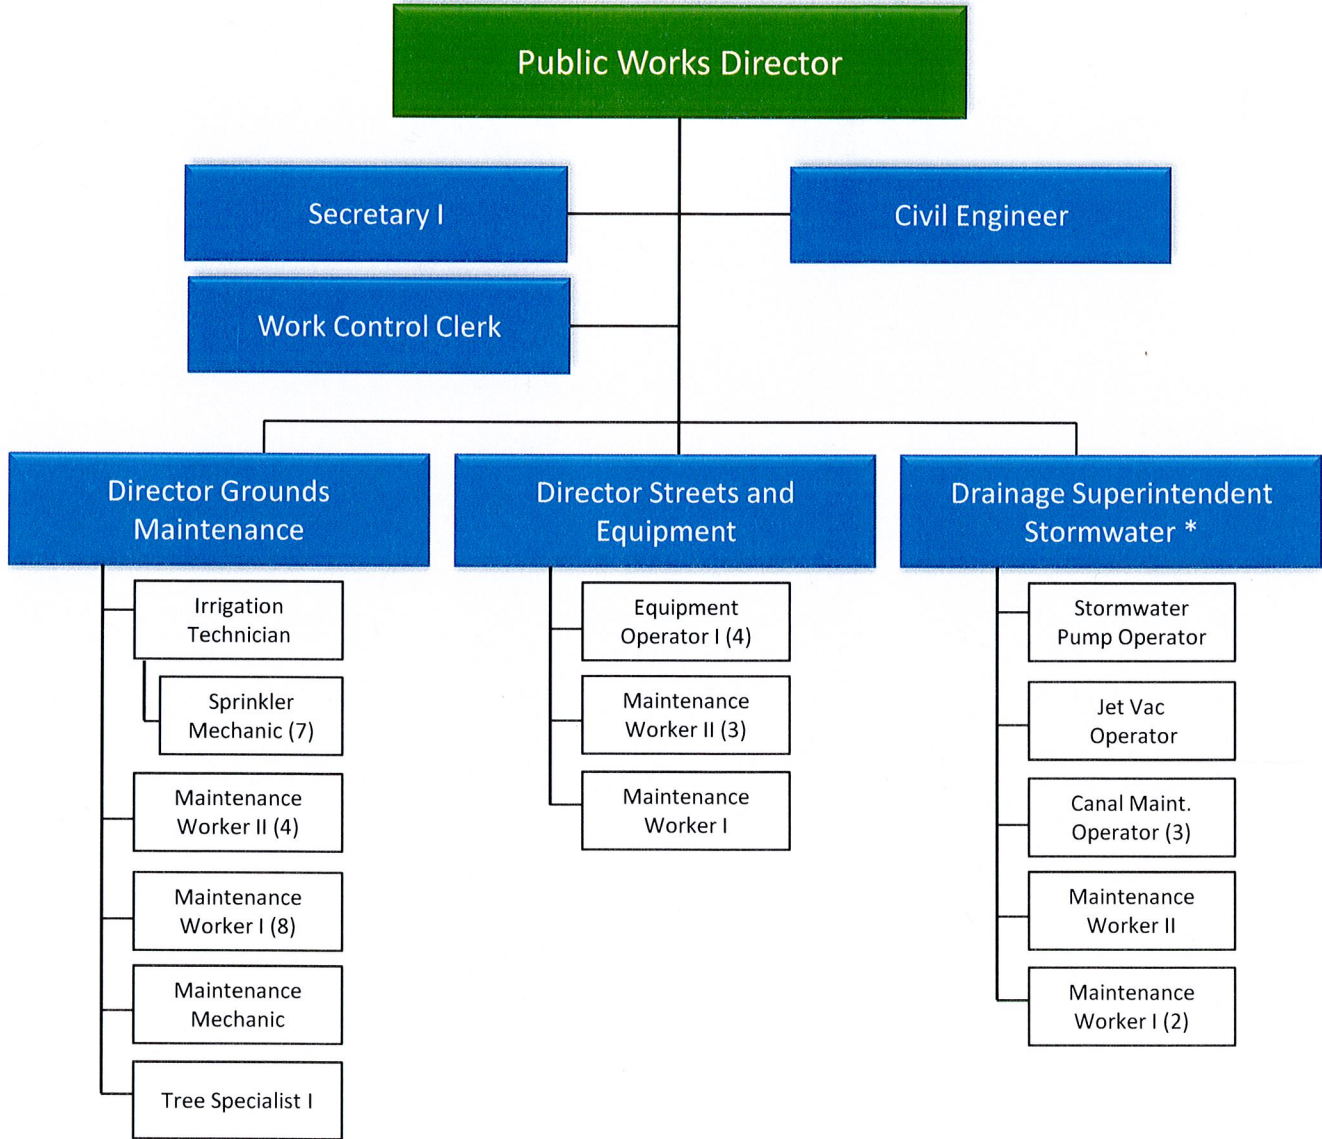 Public Works Director
Secretary I
Civil Engineer
Work Control Clerk
Director Grounds
Maintenance
Director Streets and
Equipment
Drainage Superintendent
Stormwater *
Irrigation
Technician
Sprinkler
Mechanic (7)
Maintenance
Worker II (4)
Maintenance
Worker I (8)
Maintenance
Mechanic
Tree Specialist I
Equipment
Operator I (4)
Maintenance
Worker II (3)
Maintenance
Worker I
Stormwater
Pump Operator
Jet Vac
Operator
Canal Maint.
Operator (3)
Maintenance
Worker II
Maintenance
Worker I (2)